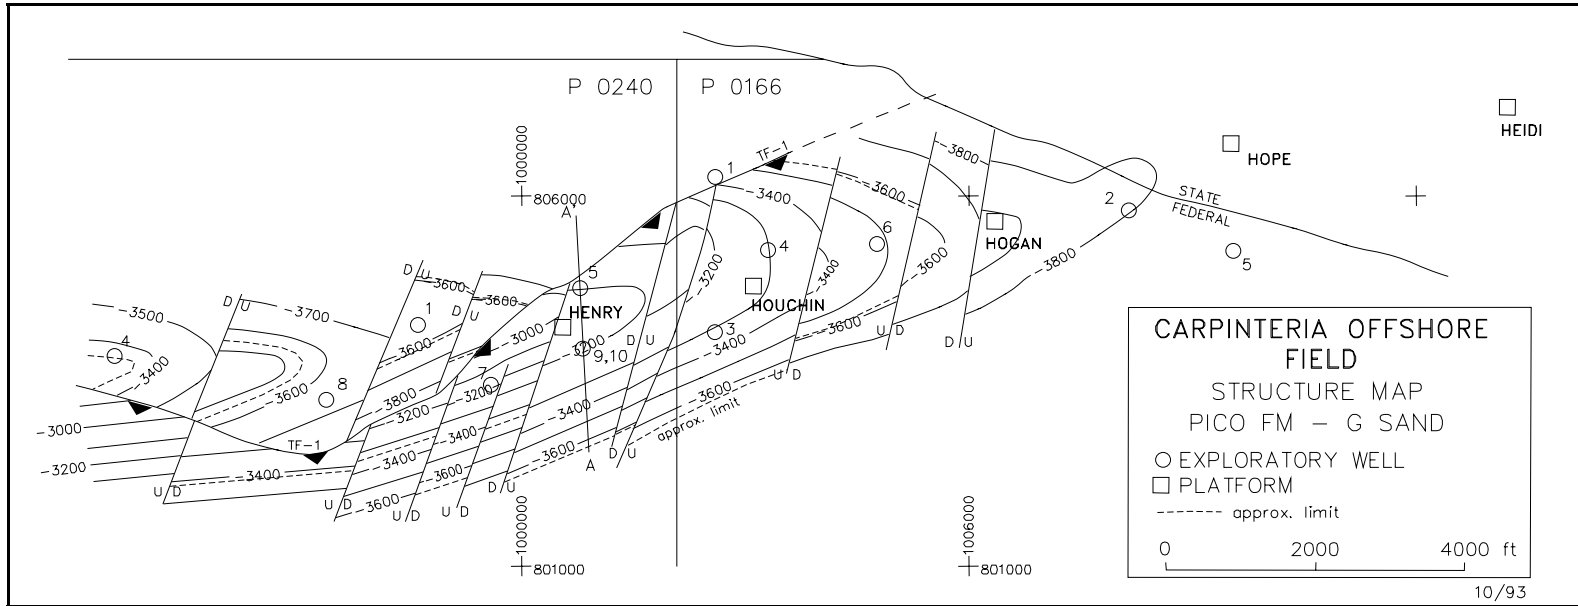 P 0240
P 0166
HEIDI
HOPE
TF-1
-3800
1
1000000
806000
A'
-3400
-3600
STATE
FEDERAL
2
6
HOGAN
-3600
-3800
5
4
-3200
-3400
HOUCHIN
3
-3400
-3600
U D
D U
D U
-3600
D U
-3600
5
HENRY
-3000
-3200
9,10
D U
1
D U
-3700
-3500
4
-3400
-3600
8
-3600
-3800
-3200
7
-3200
-3400
-3600
approx. limit
U D
-3400
-3400
-3600
-3600
A
D U
D U
U D
U D
U D
U D
-3600
-3400
TF-1
-3000
-3200
1000000
801000
1006000
801000
CARPINTERIA OFFSHORE
FIELD
STRUCTURE MAP
PICO FM - G SAND
EXPLORATORY WELL
PLATFORM
approx. limit
0 2000 4000 ft
10/93